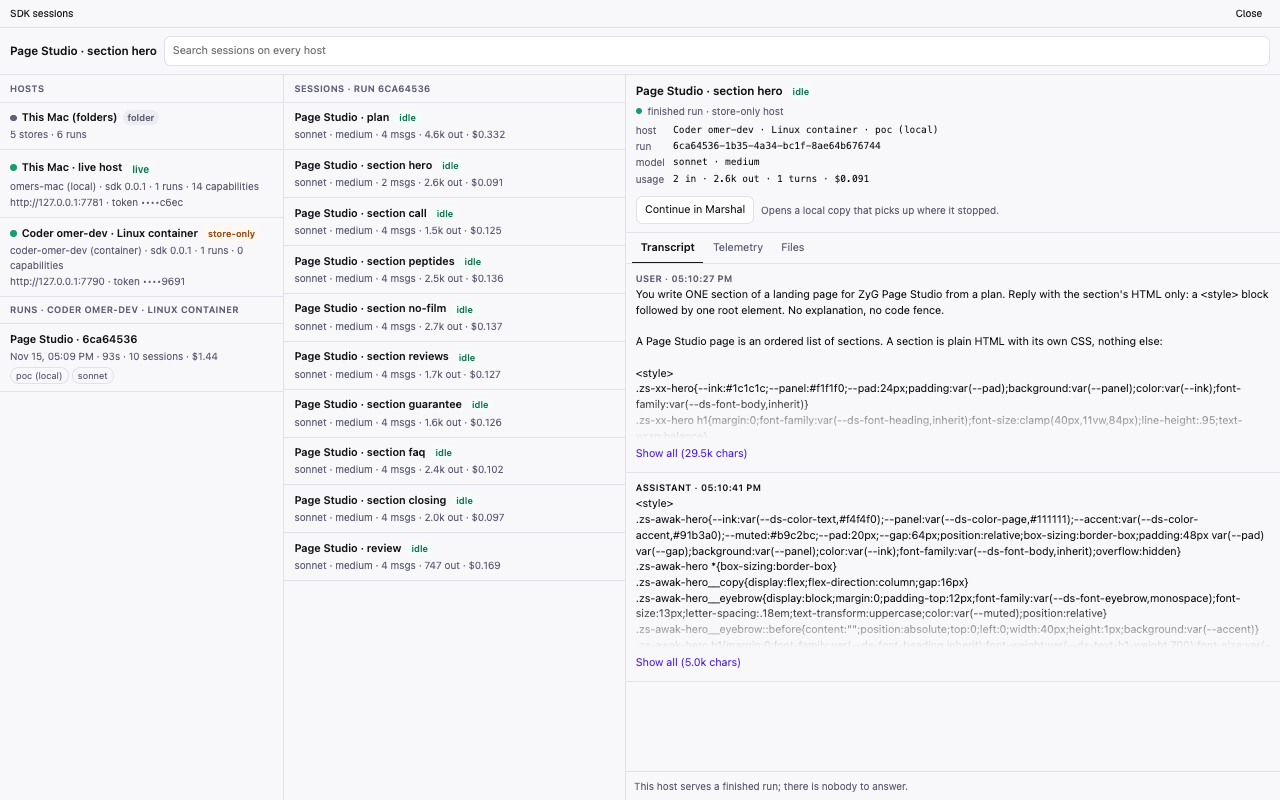 SDK sessions
Close
Page Studio · section hero
Search sessions on every host
HOSTS
This Mac (folders) folder
5 stores · 6 runs
This Mac · live host live
omers-mac (local) · sdk 0.0.1 · 1 runs · 14 capabilities
http://127.0.0.1:7781 · token ••••c6ec
Coder omer-dev · Linux container store-only
coder-omer-dev (container) · sdk 0.0.1 · 1 runs · 0
capabilities
http://127.0.0.1:7790 · token ••••9691
RUNS · CODER OMER-DEV · LINUX CONTAINER
Page Studio · 6ca64536
Nov 15, 05:09 PM · 93s · 10 sessions · $1.44
poc (local) sonnet
SESSIONS · RUN 6CA64536
Page Studio · plan idle
sonnet · medium · 4 msgs · 4.6k out · $0.332
Page Studio · section hero idle
sonnet · medium · 2 msgs · 2.6k out · $0.091
Page Studio · section call idle
sonnet · medium · 4 msgs · 1.5k out · $0.125
Page Studio · section peptides idle
sonnet · medium · 4 msgs · 2.5k out · $0.136
Page Studio · section no-film idle
sonnet · medium · 4 msgs · 2.7k out · $0.137
Page Studio · section reviews idle
sonnet · medium · 4 msgs · 1.7k out · $0.127
Page Studio · section guarantee idle
sonnet · medium · 4 msgs · 1.6k out · $0.126
Page Studio · section faq idle
sonnet · medium · 4 msgs · 2.4k out · $0.102
Page Studio · section closing idle
sonnet · medium · 4 msgs · 2.0k out · $0.097
Page Studio · review idle
sonnet · medium · 4 msgs · 747 out · $0.169
Page Studio · section hero idle
finished run · store-only host
host Coder omer-dev · Linux container · poc (local)
run 6ca64536-1b35-4a34-bc1f-8ae64b676744
model sonnet · medium
usage 2 in · 2.6k out · 1 turns · $0.091
Continue in Marshal Opens a local copy that picks up where it stopped.
Transcript Telemetry Files
USER · 05:10:27 PM
You write ONE section of a landing page for ZyG Page Studio from a plan. Reply with the section's HTML only: a <style> block
followed by one root element. No explanation, no code fence.
A Page Studio page is an ordered list of sections. A section is plain HTML with its own CSS, nothing else:
<style>
.zs-xx-hero{--ink:#1c1c1c;--panel:#f1f1f0;--pad:24px;padding:var(--pad);background:var(--panel);color:var(--ink);font-
family:var(--ds-font-body,inherit)}
.zs-xx-hero h1{margin:0;font-family:var(--ds-font-heading,inherit);font-size:clamp(40px,11vw,84px);line-height:.95;text-
wrap:balance}
Show all (29.5k chars)
ASSISTANT · 05:10:41 PM
<style>
.zs-awak-hero{--ink:var(--ds-color-text,#f4f4f0);--panel:var(--ds-color-page,#111111);--accent:var(--ds-color-
accent,#91b3a0);--muted:#b9c2bc;--pad:20px;--gap:64px;position:relative;box-sizing:border-box;padding:48px var(--pad)
var(--gap);background:var(--panel);color:var(--ink);font-family:var(--ds-font-body,inherit);overflow:hidden}
.zs-awak-hero *{box-sizing:border-box}
.zs-awak-hero__copy{display:flex;flex-direction:column;gap:16px}
.zs-awak-hero__eyebrow{display:block;margin:0;padding-top:12px;font-family:var(--ds-font-eyebrow,monospace);font-
size:13px;letter-spacing:.18em;text-transform:uppercase;color:var(--muted);position:relative}
.zs-awak-hero__eyebrow::before{content:"";position:absolute;top:0;left:0;width:40px;height:1px;background:var(--accent)}
.zs-awak-hero h1{margin:0;font-family:var(--ds-font-heading,inherit);font-weight:var(--ds-text-h1-weight,700);font-size:var(--
Show all (5.0k chars)
This host serves a finished run; there is nobody to answer.